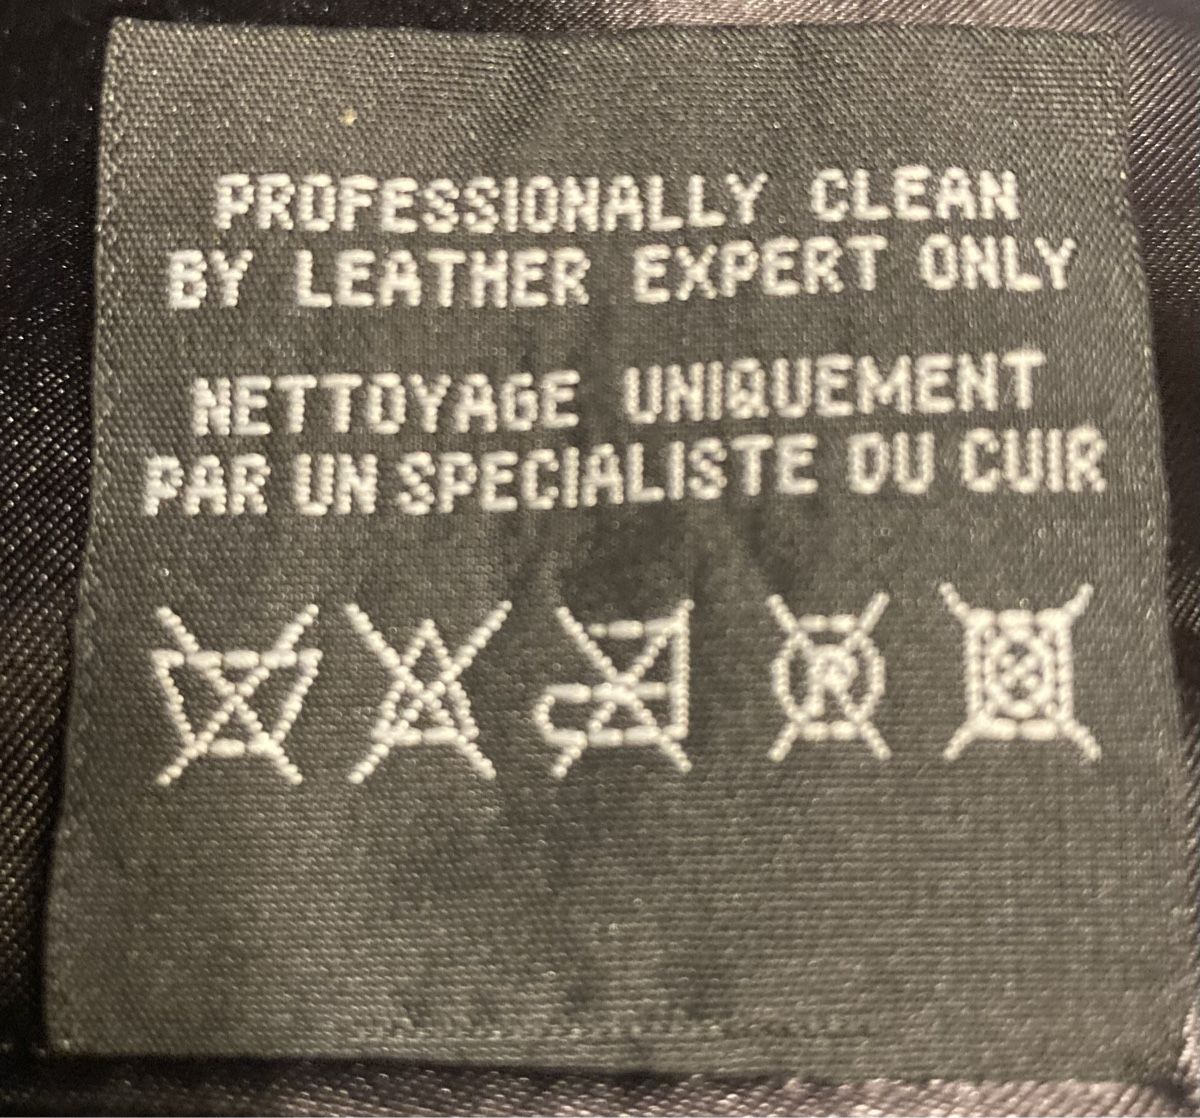 PROFESSIONALLY CLEAN
BY LEATHER EXPERT ONLY
NETTOYAGE UNIQUEMENT
PAR UN SPECIALISTE DU CUIR
R